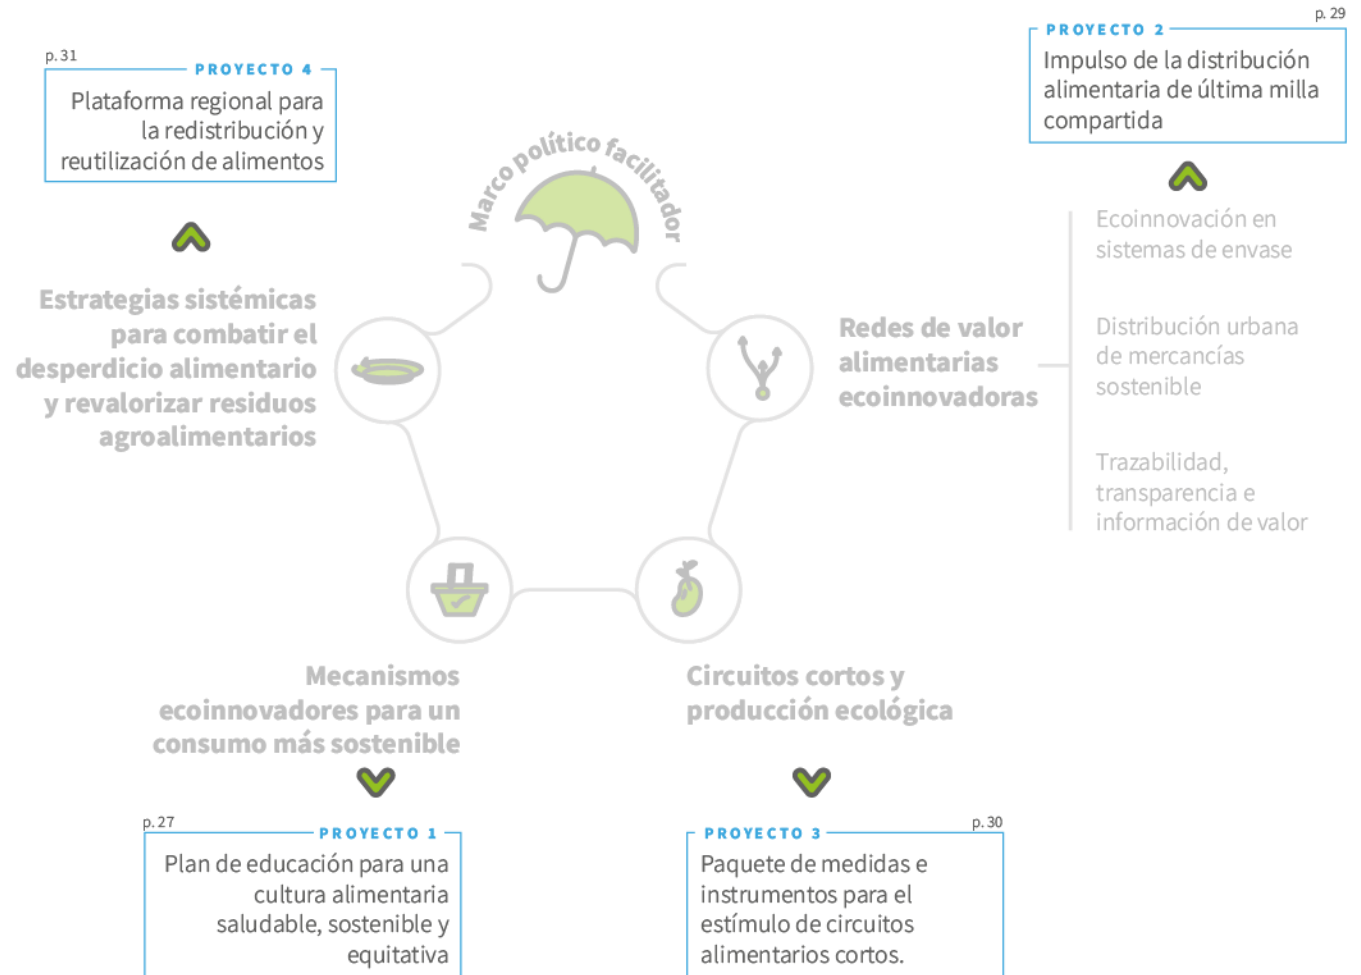 p. 31
PROYECTO 4
Plataforma regional para
la redistribución y
reutilización de alimentos
p. 29
PROYECTO 2
Impulso de la distribución
alimentaria de última milla
compartida
Marco político facilitador
Estrategias sistémicas
para combatir el
desperdicio alimentario
y revalorizar residuos
agroalimentarios
Redes de valor
alimentarias
ecoinnovadoras
Ecoinnovación en
sistemas de envase
Distribución urbana
de mercancías
sostenible
Trazabilidad,
transparencia e
información de valor
Mecanismos
ecoinnovadores para un
consumo más sostenible
Circuitos cortos y
producción ecológica
p. 27
PROYECTO 1
Plan de educación para una
cultura alimentaria
saludable, sostenible y
equitativa
p. 30
PROYECTO 3
Paquete de medidas e
instrumentos para el
estímulo de circuitos
alimentarios cortos.